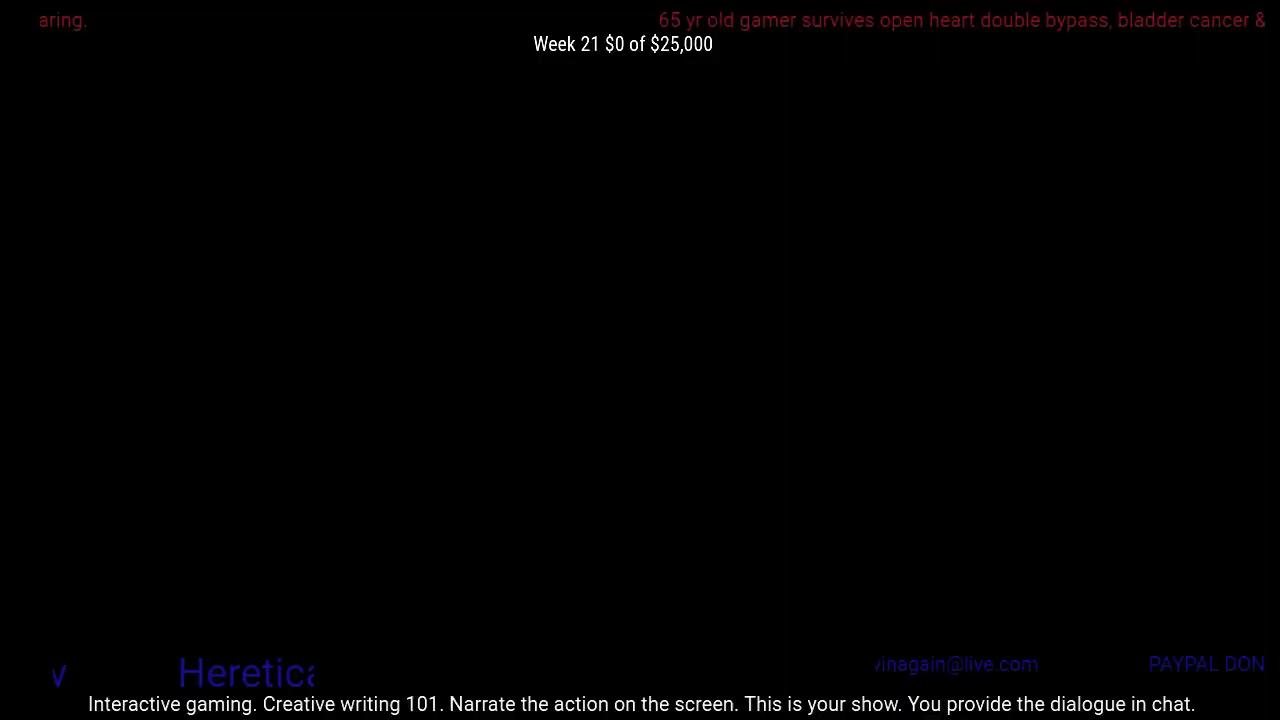 aring. 65 yr old gamer survives open heart double bypass, bladder cancer &
Week 21 $0 of $25,000
Heretic
vinagain@live.com PAYPAL DON
Interactive gaming. Creative writing 101. Narrate the action on the screen. This is your show. You provide the dialogue in chat.